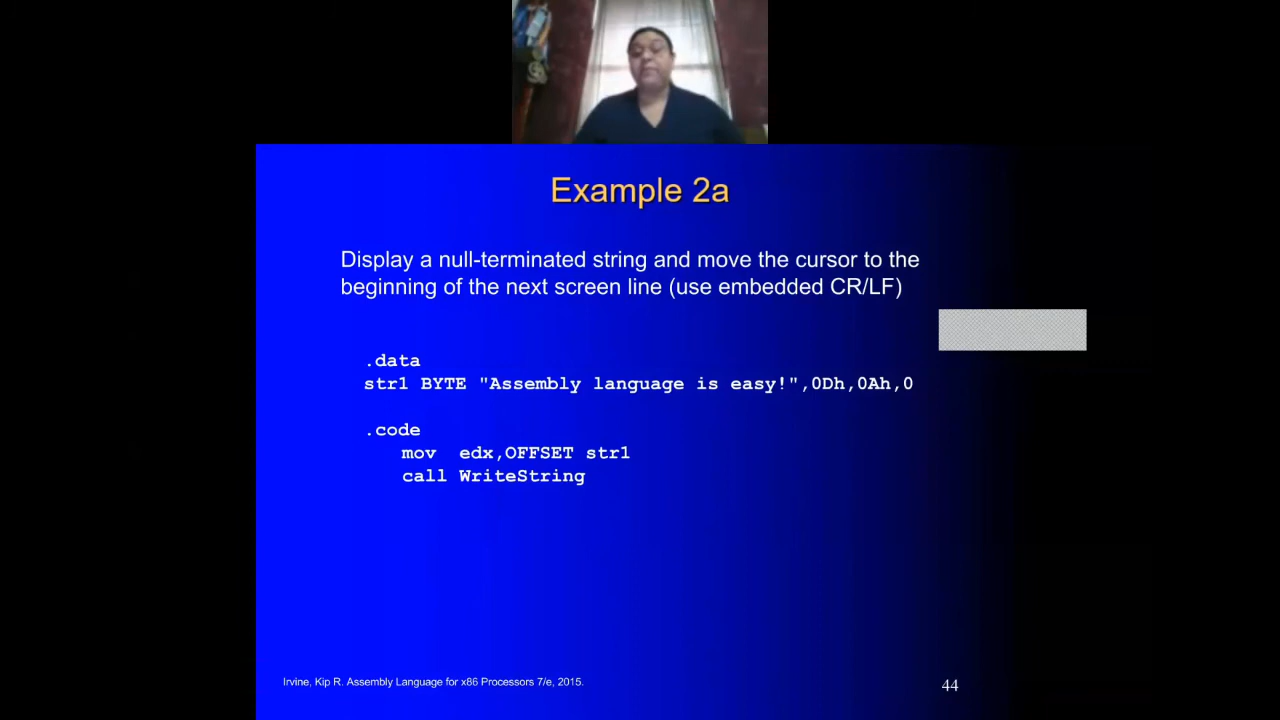 Example 2a
Display a null-terminated string and move the cursor to the
beginning of the next screen line (use embedded CR/LF)
.data
str1 BYTE "Assembly language is easy!",0Dh,0Ah,0
.code
mov edx,OFFSET str1
call WriteString
Irvine, Kip R. Assembly Language for x86 Processors 7/e, 2015.
44